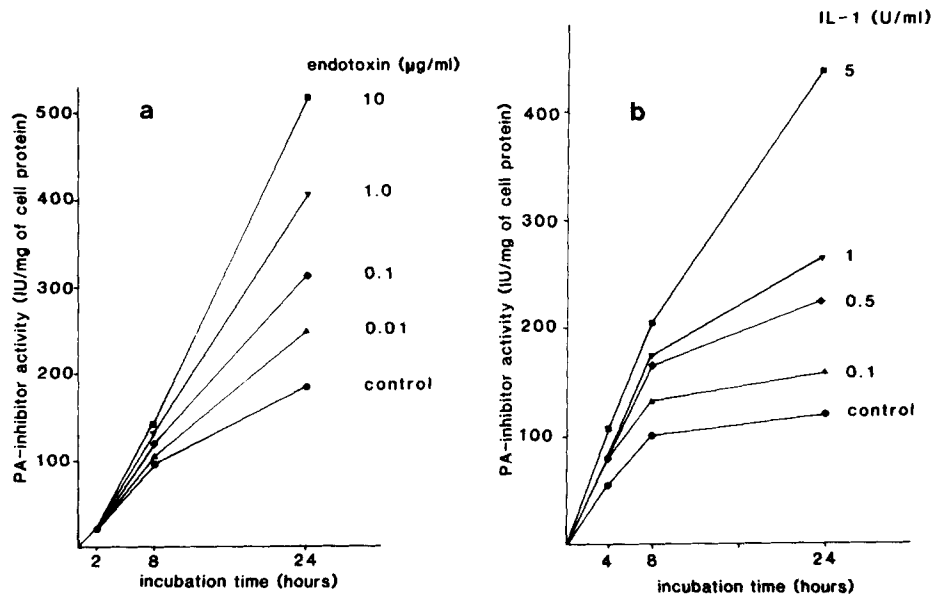 a
endotoxin (µg/ml)
10
1.0
0.1
0.01
control
PA-inhibitor activity (IU/mg of cell protein)
500
400
300
200
100
2 8 24
incubation time (hours)
b
IL-1 (U/ml)
5
1
0.5
0.1
control
PA-inhibitor activity (IU/mg of cell protein)
400
300
200
100
4 8 24
incubation time (hours)